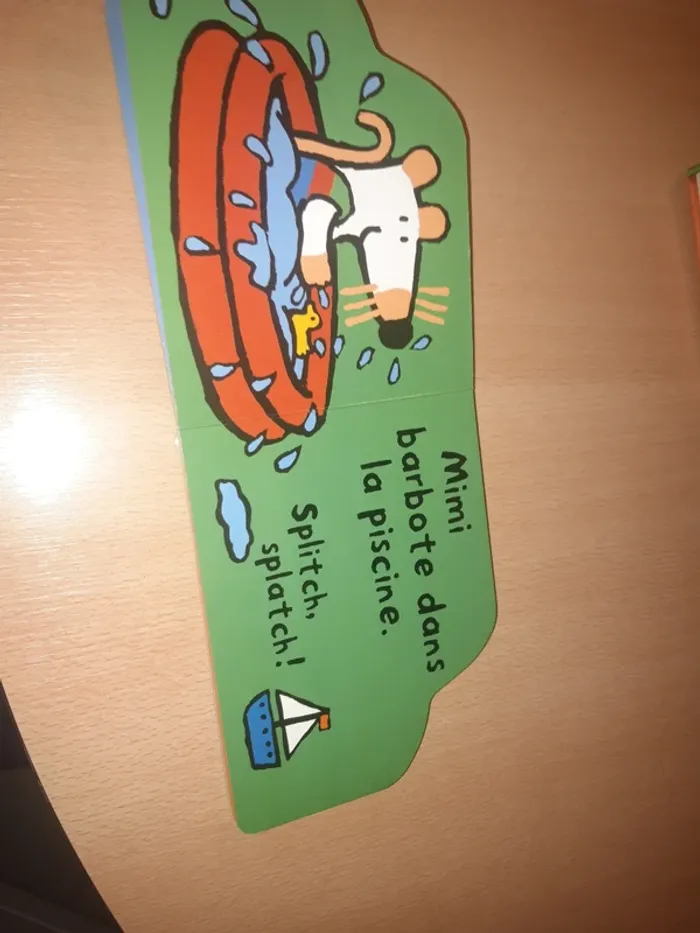 Mimi
barbote dans
la piscine.
Splitch,
splatch!